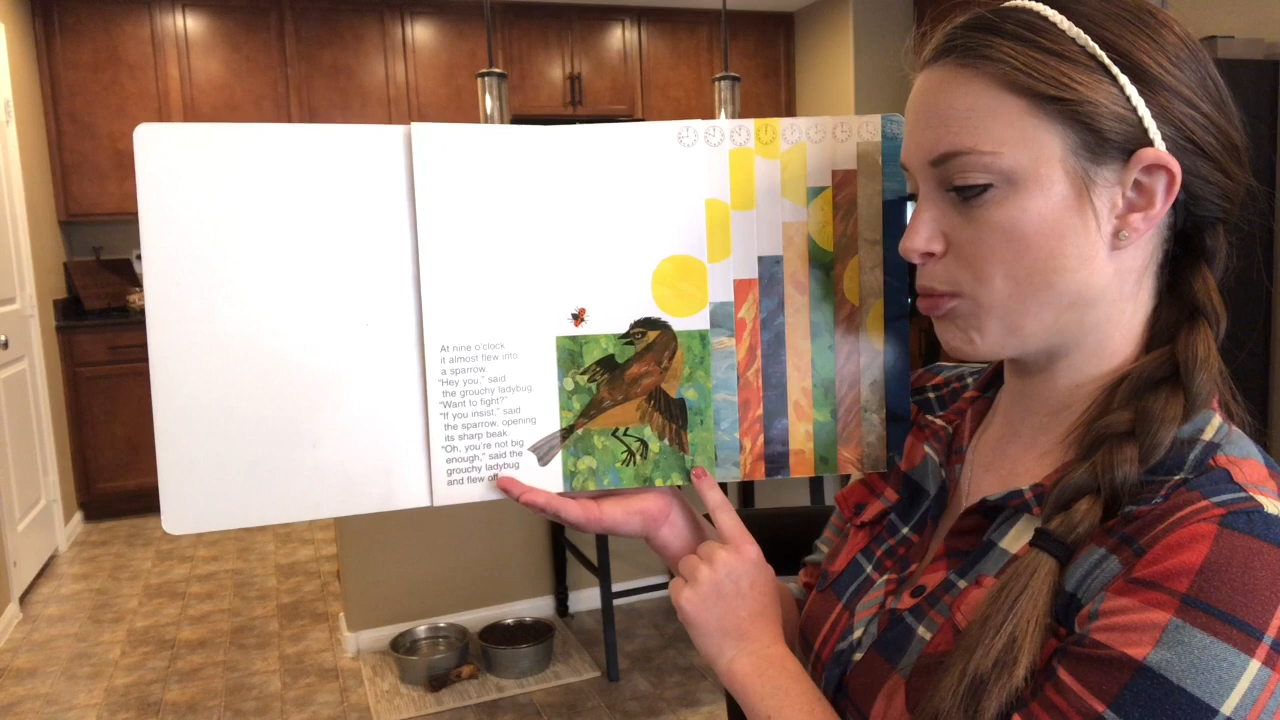 At nine o'clock
it almost flew into
a sparrow.
"Hey you," said
the grouchy ladybug.
"Want to fight?"
"If you insist," said
the sparrow, opening
its sharp beak.
"Oh, you're not big
enough," said the
grouchy ladybug
and flew off.